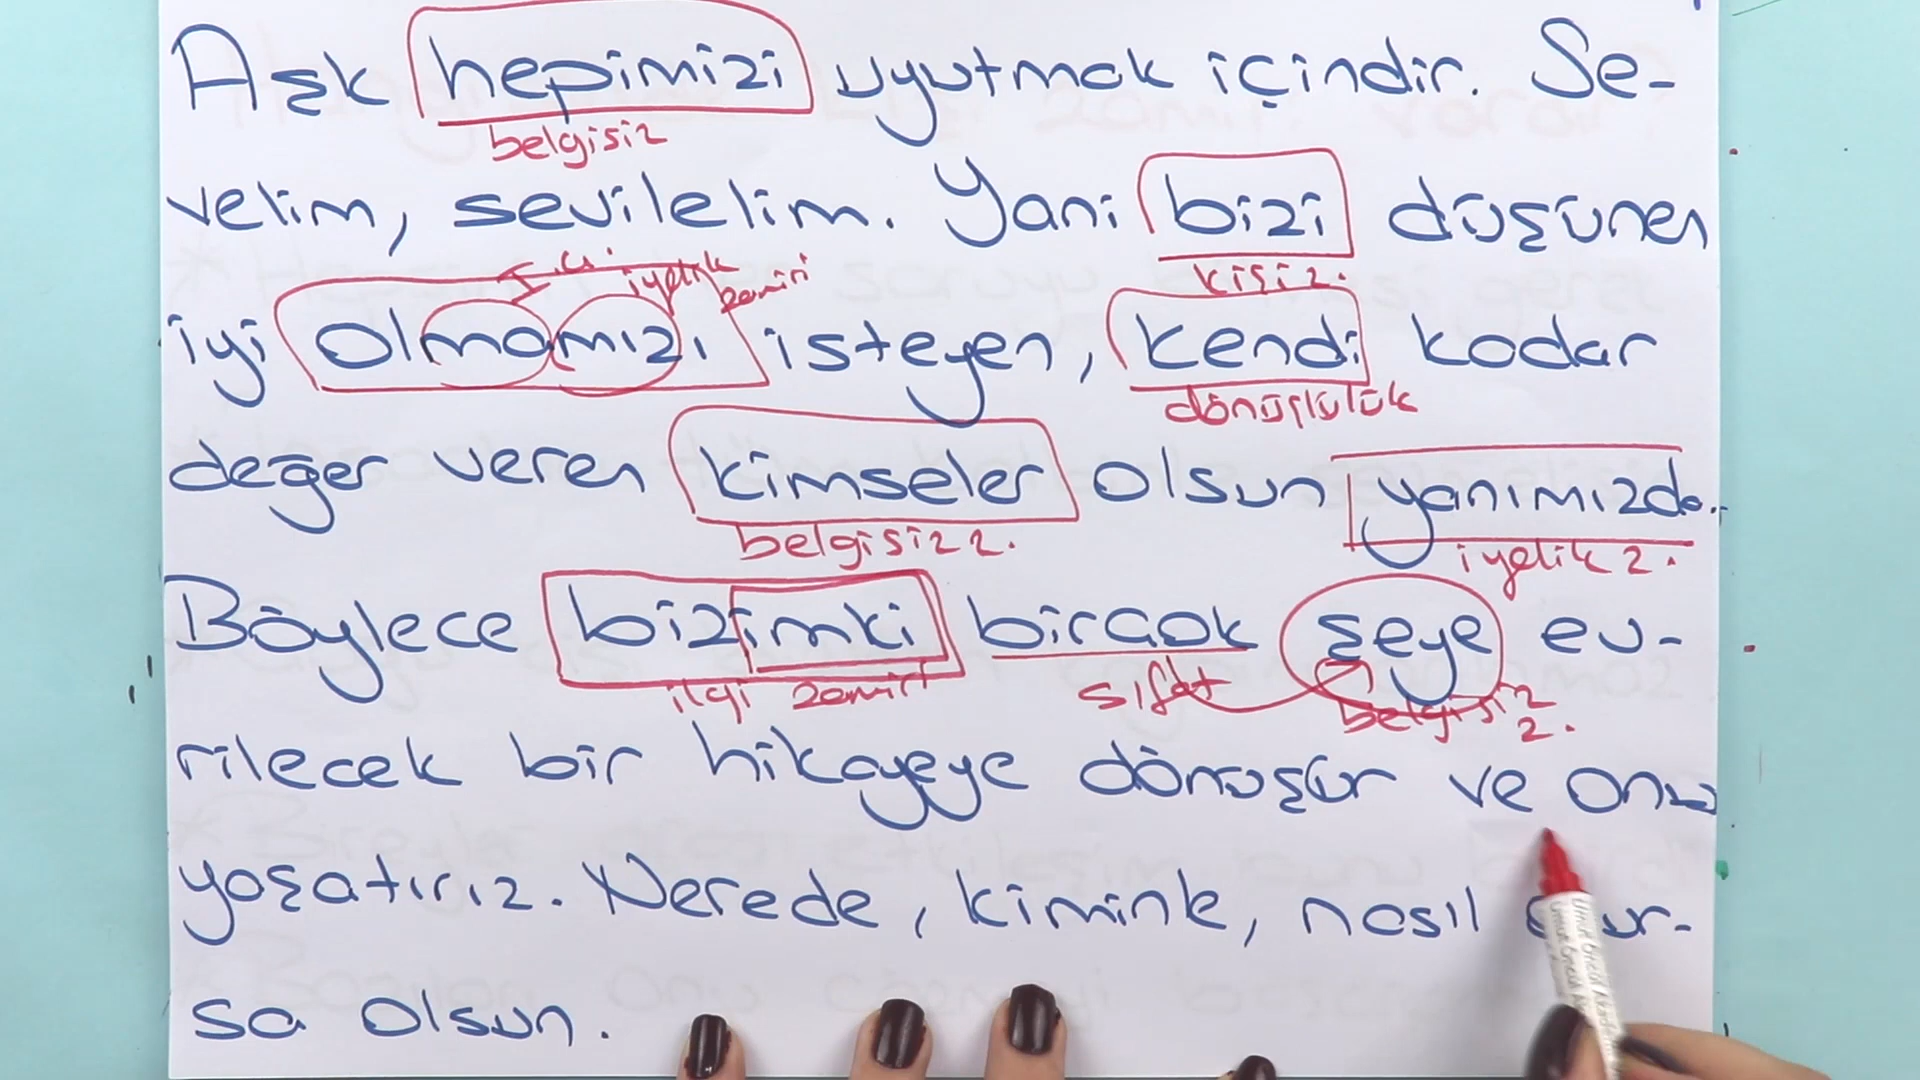 Aşk hepimizi uyutmak içindir. Se-
belgisiz
velim, sevilelim. Yani bizi düşünen
kişi z.
iyelik zamiri
iyi olmamızı isteyen, kendi kadar
dönüşlülük
değer veren kimseler olsun yanımızda.
belgisiz z. iyelik z.
Böylece bizimki birçok şeye ev-
ilgi zamiri sıfat belgisiz z.
rilecek bir hikayeye dönüşür ve onu
yaşatırız. Nerede, kiminle, nasıl olur-
sa olsun.